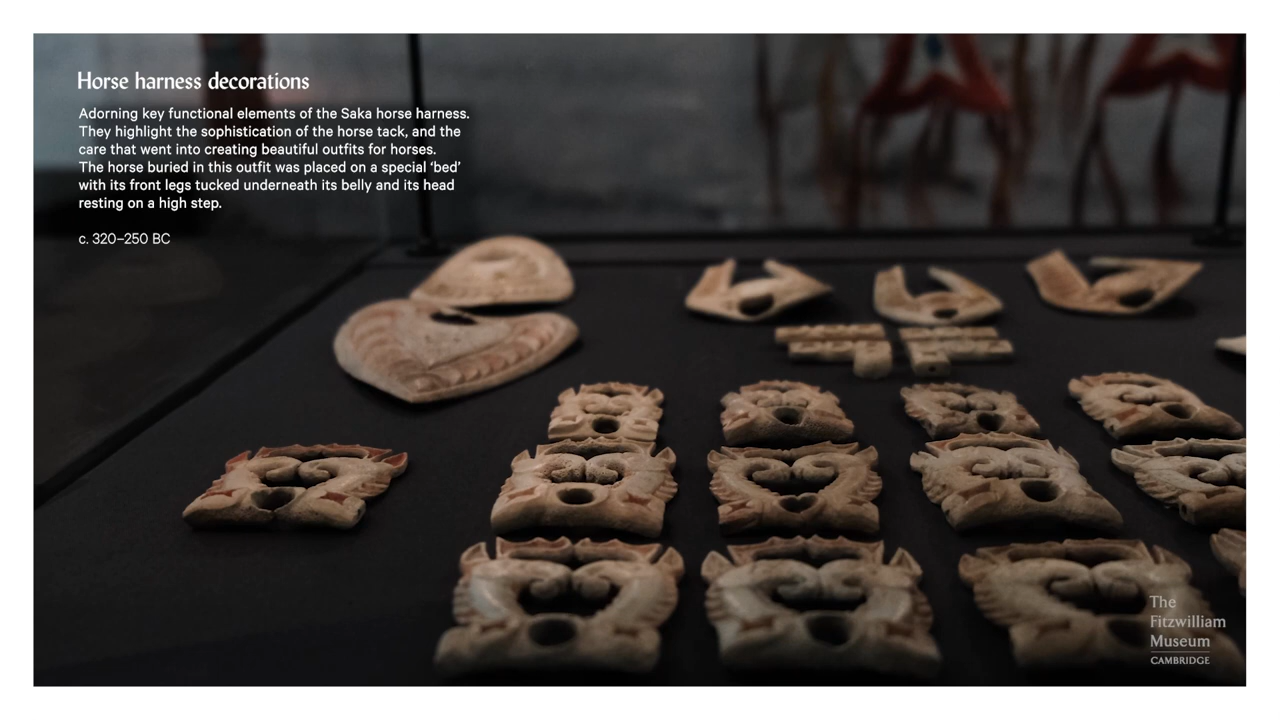 Horse harness decorations
Adorning key functional elements of the Saka horse harness.
They highlight the sophistication of the horse tack, and the
care that went into creating beautiful outfits for horses.
The horse buried in this outfit was placed on a special ‘bed’
with its front legs tucked underneath its belly and its head
resting on a high step.
c. 320–250 BC
The
Fitzwilliam
Museum
CAMBRIDGE